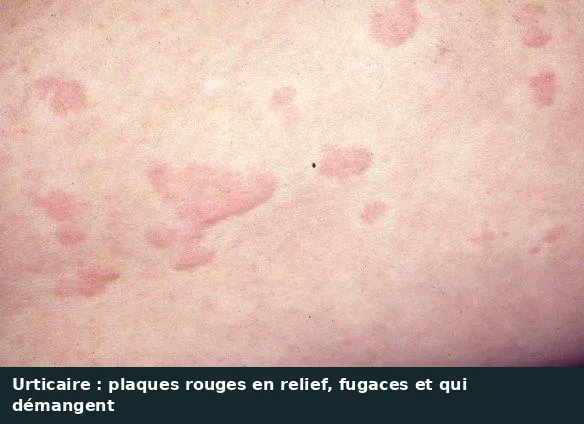 Urticaire : plaques rouges en relief, fugaces et qui
démangent